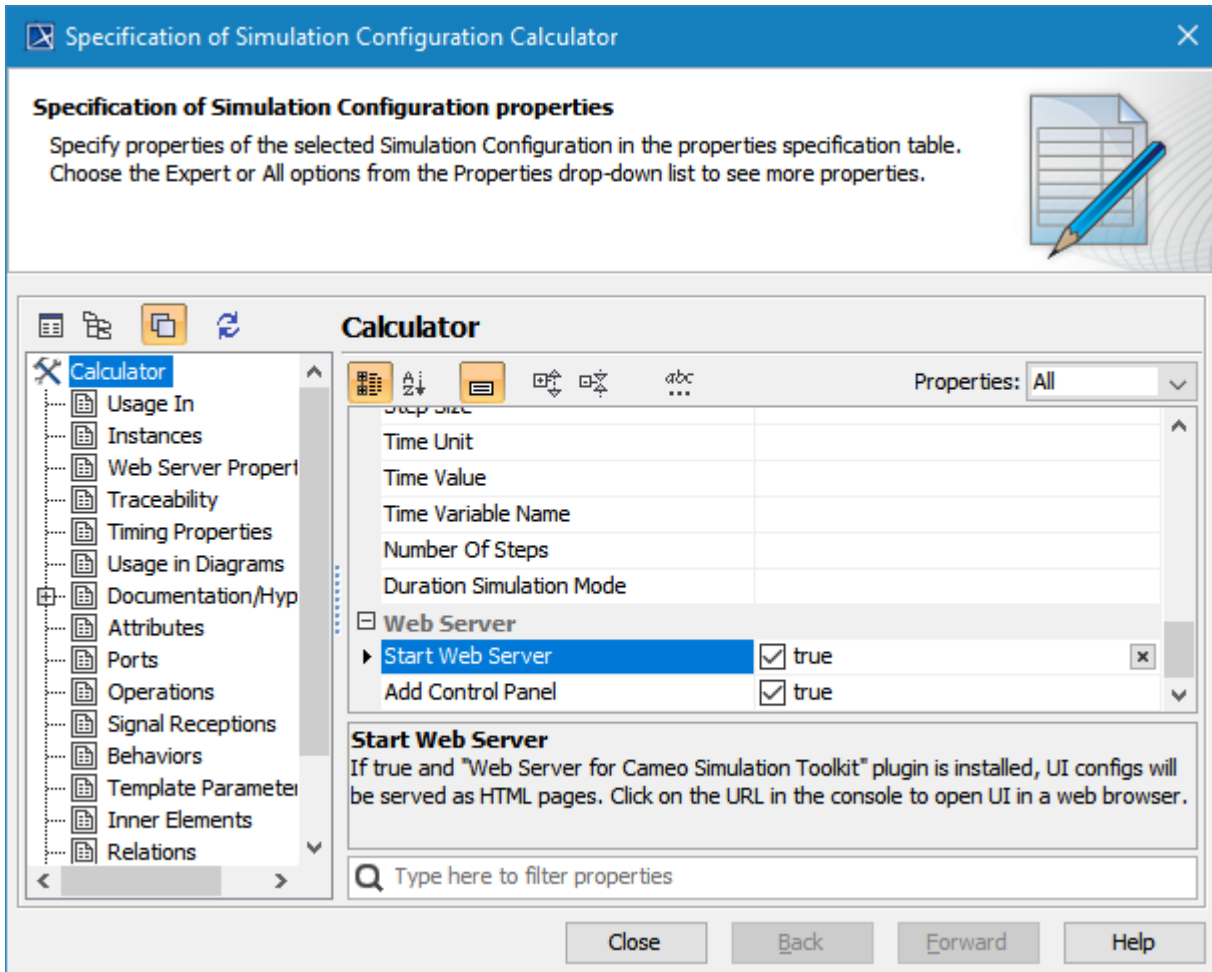 Specification of Simulation Configuration Calculator
Specification of Simulation Configuration properties
Specify properties of the selected Simulation Configuration in the properties specification table.
Choose the Expert or All options from the Properties drop-down list to see more properties.
Calculator
Usage In
Instances
Web Server Propert
Traceability
Timing Properties
Usage in Diagrams
Documentation/Hyp
Attributes
Ports
Operations
Signal Receptions
Behaviors
Template Parameter
Inner Elements
Relations
Calculator
Properties: All
Step Size
Time Unit
Time Value
Time Variable Name
Number Of Steps
Duration Simulation Mode
Web Server
Start Web Server true
Add Control Panel true
Start Web Server
If true and "Web Server for Cameo Simulation Toolkit" plugin is installed, UI configs will
be served as HTML pages. Click on the URL in the console to open UI in a web browser.
Type here to filter properties
Close Back Forward Help